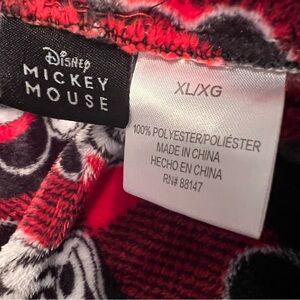 Disney
MICKEY
MOUSE
XL/XG
100% POLYESTER/POLIÉSTER
MADE IN CHINA
HECHO EN CHINA
RN# 88147